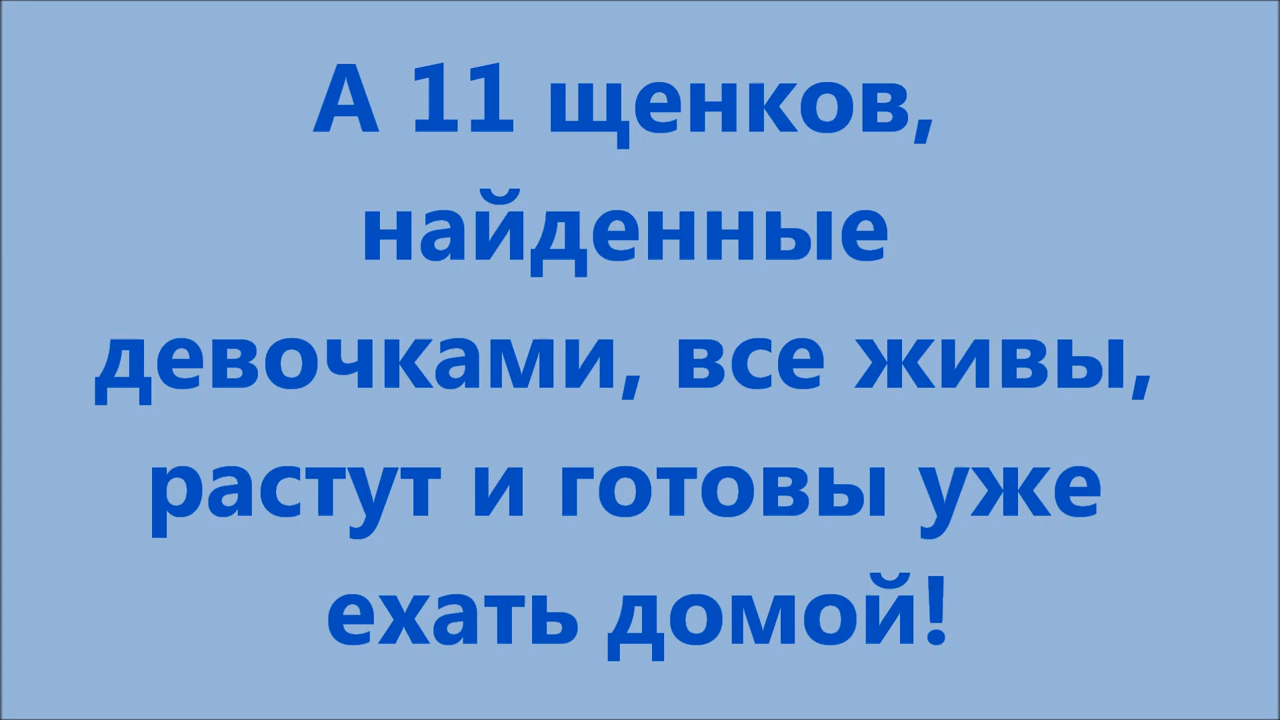 А 11 щенков,
найденные
девочками, все живы,
растут и готовы уже
ехать домой!